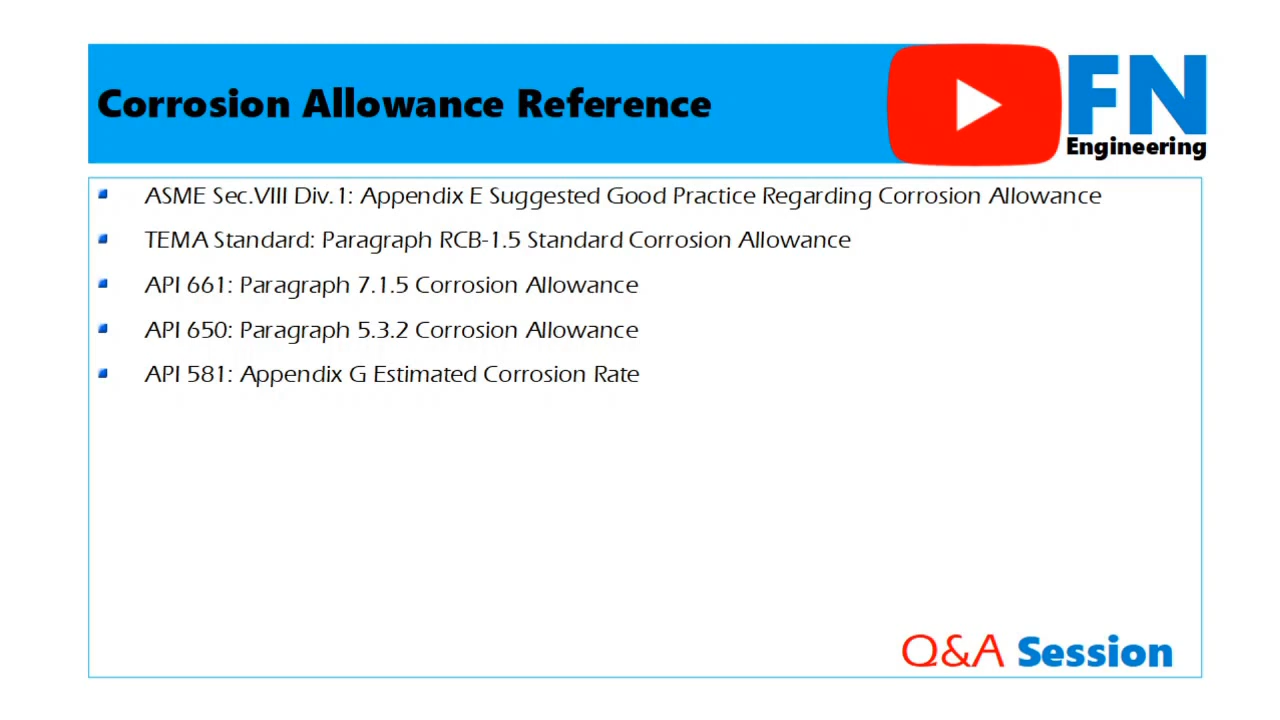 Corrosion Allowance Reference
FN
Engineering
ASME Sec.VIII Div.1: Appendix E Suggested Good Practice Regarding Corrosion Allowance
TEMA Standard: Paragraph RCB-1.5 Standard Corrosion Allowance
API 661: Paragraph 7.1.5 Corrosion Allowance
API 650: Paragraph 5.3.2 Corrosion Allowance
API 581: Appendix G Estimated Corrosion Rate
Q&A Session